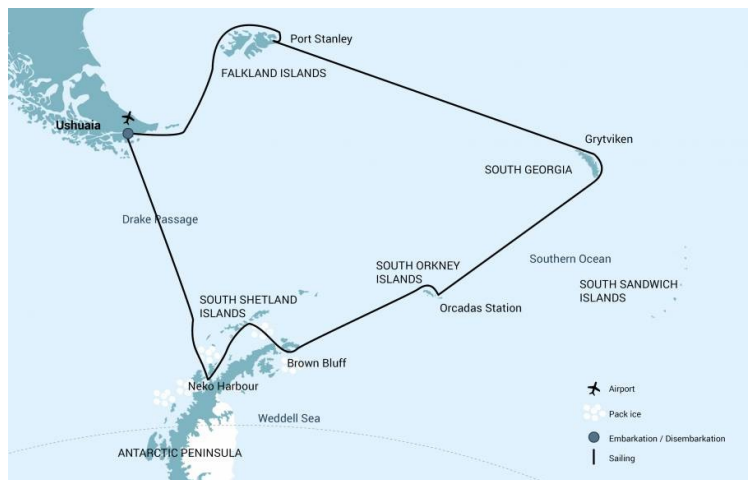 Port Stanley
FALKLAND ISLANDS
Ushuaia
Grytviken
SOUTH GEORGIA
Drake Passage
Southern Ocean
SOUTH ORKNEY
ISLANDS
SOUTH SANDWICH
ISLANDS
SOUTH SHETLAND
ISLANDS
Orcadas Station
Brown Bluff
Neko Harbour
Weddell Sea
ANTARCTIC PENINSULA
Airport
Pack ice
Embarkation / Disembarkation
Sailing